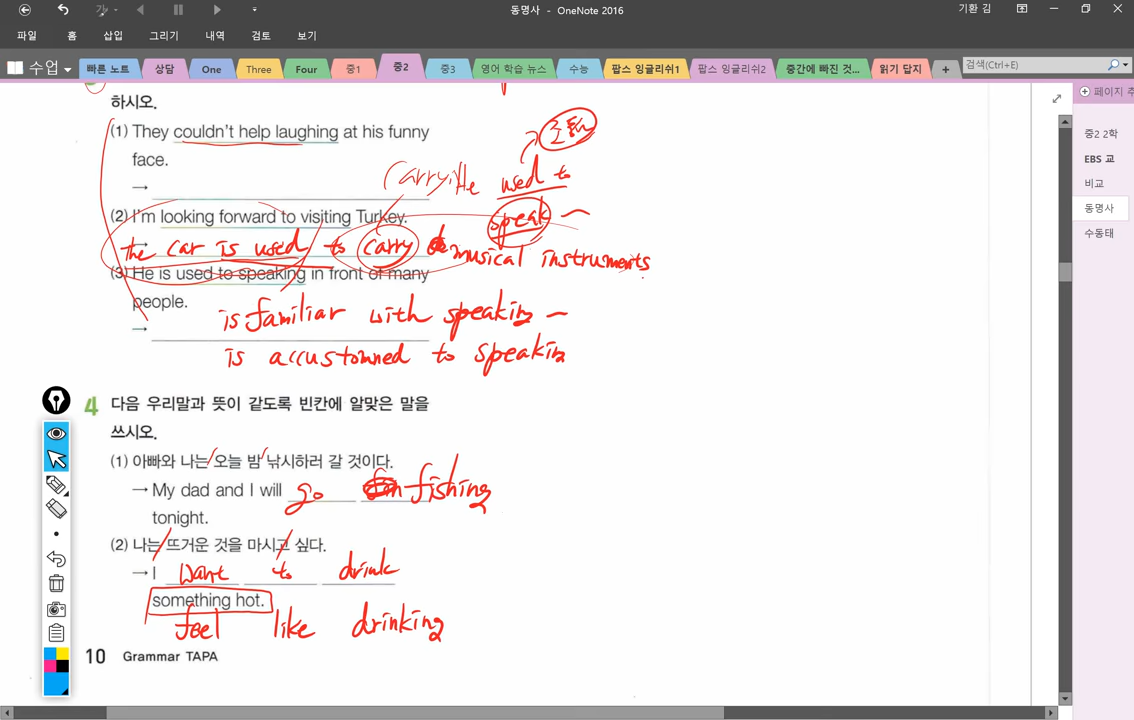 동명사 - OneNote 2016
기환 김
파일 홈 삽입 그리기 내역 검토 보기
수업 빠른 노트 상담 One Three Four 중1 중2 중3 영어 학습 뉴스 수능 팝스 잉글리쉬1 팝스 잉글리쉬2 중간에 빠진 것... 읽기 답지 + 검색(Ctrl+E)
페이지 추
중2 2학
EBS 교
비교
동명사
수동태
하시오.
(1) They couldn't help laughing at his funny
face.
→
He used to
speak ~
(2) I'm looking forward to visiting Turkey.
→
the car is used to carry musical instruments
(3) He is used to speaking in front of many
people.
→
is familiar with speakin ~
is accustomned to speakin
4 다음 우리말과 뜻이 같도록 빈칸에 알맞은 말을
쓰시오.
(1) 아빠와 나는 오늘 밤 낚시하러 갈 것이다.
→ My dad and I will go fishing
tonight.
(2) 나는 뜨거운 것을 마시고 싶다.
→ I want to drink
something hot.
feel like drinking
10 Grammar TAPA